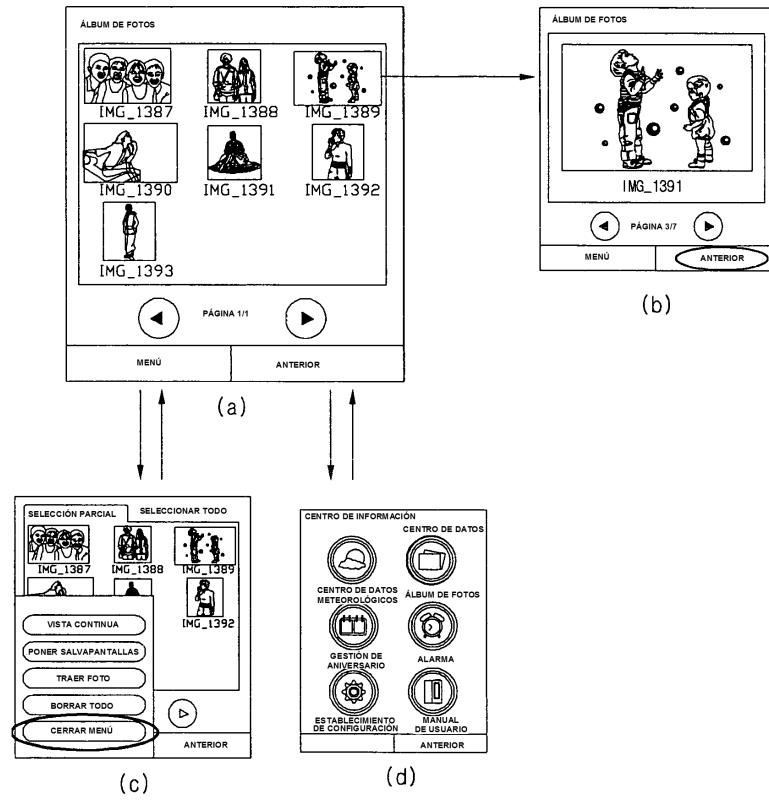 ÁLBUM DE FOTOS
IMG_1387 IMG_1388 IMG_1389
IMG_1390 IMG_1391 IMG_1392
IMG_1393
PÁGINA 1/1
MENÚ ANTERIOR
(a)
ÁLBUM DE FOTOS
IMG_1391
PÁGINA 3/7
MENÚ ANTERIOR
(b)
SELECCIÓN PARCIAL SELECCIONAR TODO
IMG_1387 IMG_1388 IMG_1389
IMG_1392
VISTA CONTINUA
PONER SALVAPANTALLAS
TRAER FOTO
BORRAR TODO
CERRAR MENÚ
ANTERIOR
(c)
CENTRO DE INFORMACIÓN
CENTRO DE DATOS
CENTRO DE DATOS
METEOROLÓGICOS
ÁLBUM DE FOTOS
GESTIÓN DE
ANIVERSARIO
ALARMA
ESTABLECIMIENTO
DE CONFIGURACIÓN
MANUAL
DE USUARIO
ANTERIOR
(d)